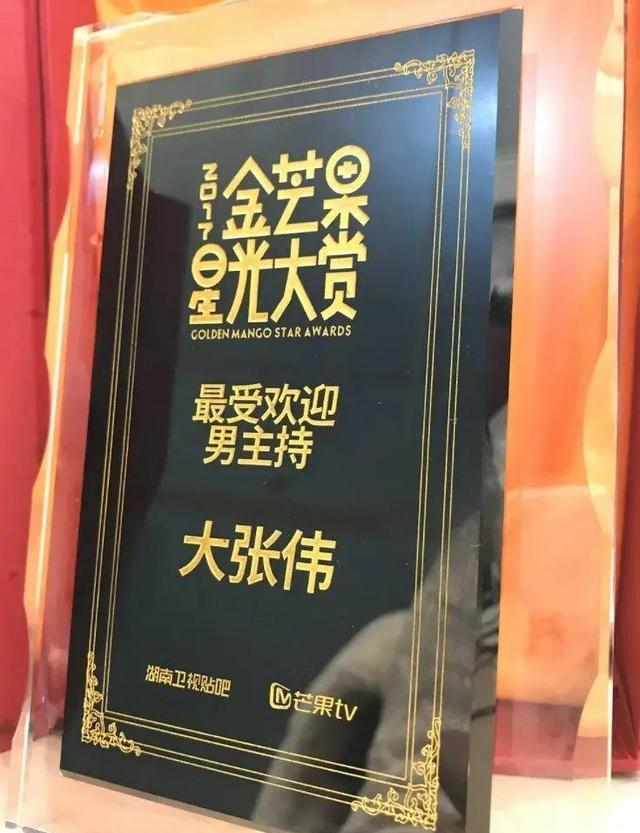 2017
金芒果
星光大赏
GOLDEN MANGO STAR AWARDS
最受欢迎
男主持
大张伟
湖南卫视贴吧
芒果tv